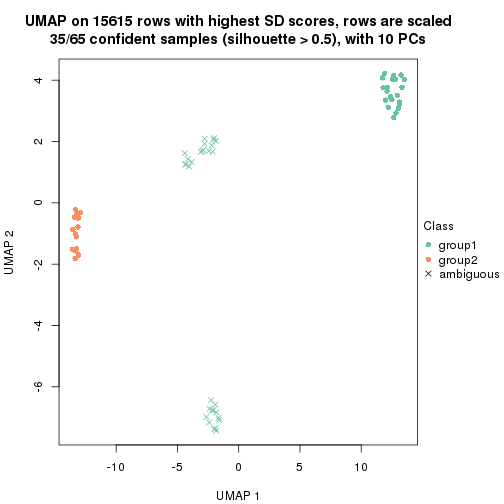 UMAP on 15615 rows with highest SD scores, rows are scaled
35/65 confident samples (silhouette > 0.5), with 10 PCs
4
2
0
-2
-4
-6
UMAP 2
-10
-5
0
5
10
UMAP 1
Class
group1
group2
ambiguous